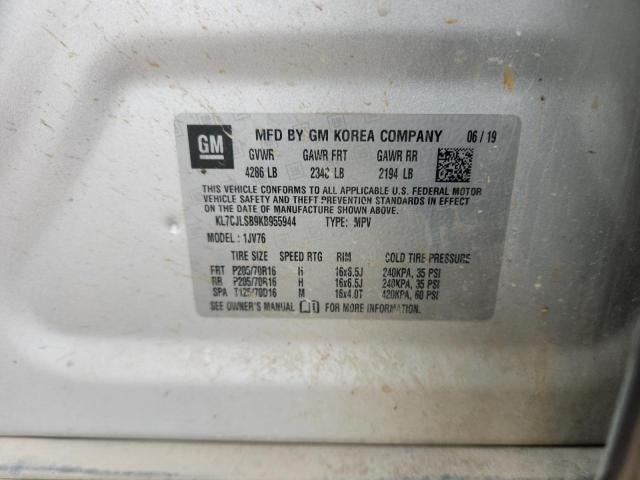 GM MFD BY GM KOREA COMPANY 06 / 19
GVWR GAWR FRT GAWR RR
4286 LB 2343 LB 2194 LB
THIS VEHICLE CONFORMS TO ALL APPLICABLE U.S. FEDERAL MOTOR
VEHICLE SAFETY AND THEFT PREVENTION STANDARDS IN EFFECT ON
THE DATE OF MANUFACTURE SHOWN ABOVE.
KL7CJLSB9KB955944 TYPE: MPV
MODEL: 1JV76
TIRE SIZE SPEED RTG RIM COLD TIRE PRESSURE
FRT P205/70R16 H 16x6.5J 240KPA, 35 PSI
RR P205/70R16 H 16x6.5J 240KPA, 35 PSI
SPA T125/70D16 M 16x4.0T 420KPA, 60 PSI
SEE OWNER'S MANUAL FOR MORE INFORMATION.